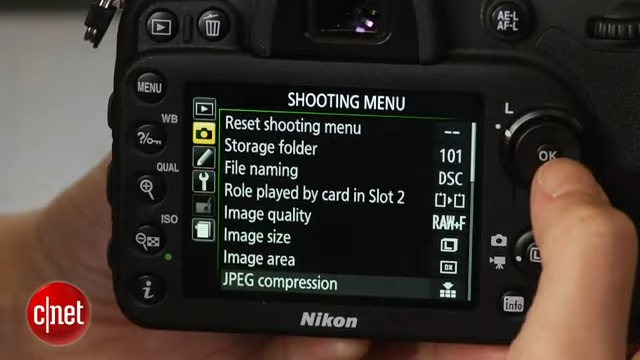 AE-L
AF-L
MENU
WB
QUAL
ISO
L
OK
Info
SHOOTING MENU
Reset shooting menu --
Storage folder 101
File naming DSC
Role played by card in Slot 2
Image quality RAW+F
Image size L
Image area DX
JPEG compression
Nikon
c|net